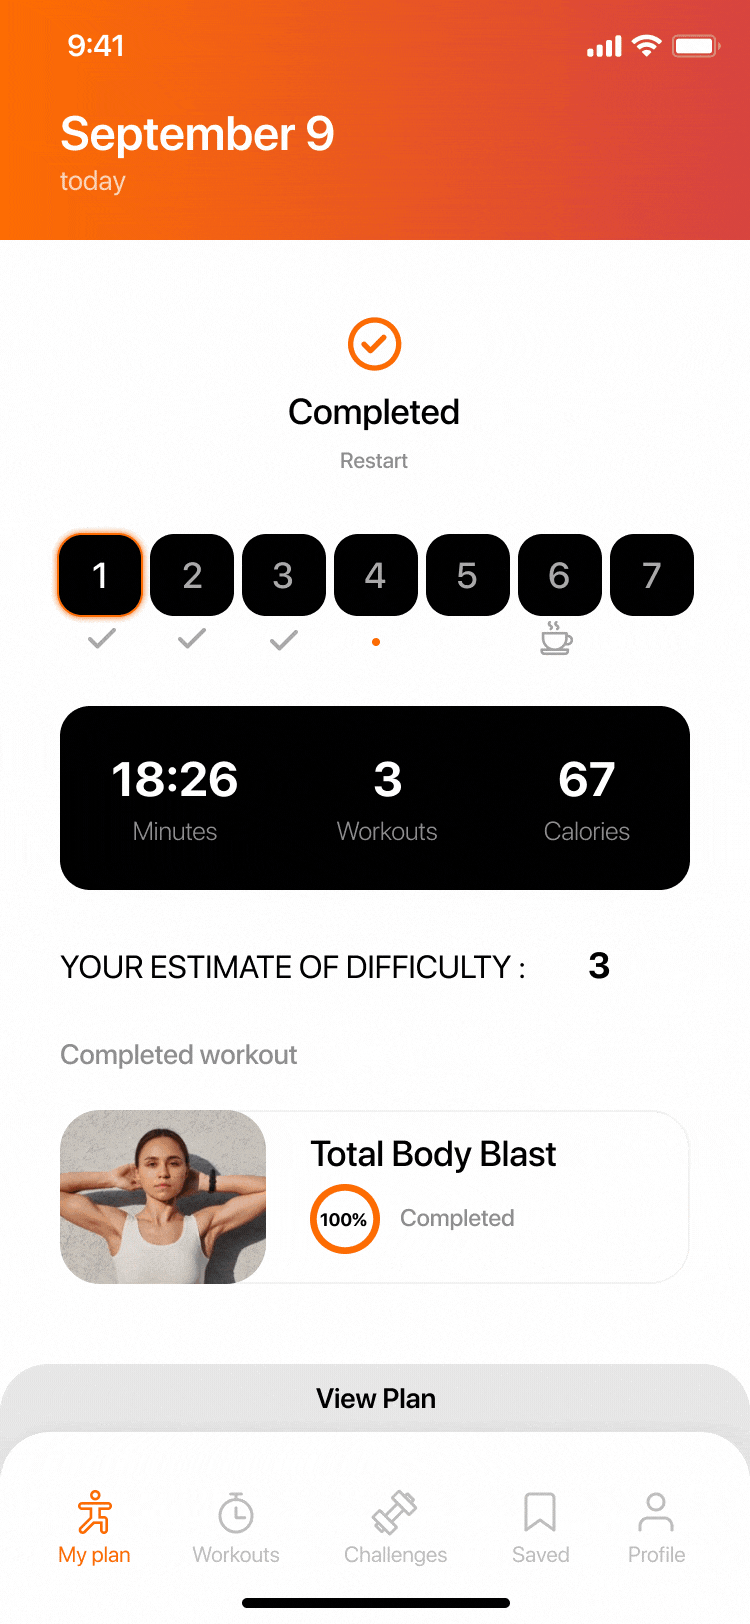 9:41
September 9
today
Completed
Restart
1 2 3 4 5 6 7
18:26 3 67
Minutes Workouts Calories
YOUR ESTIMATE OF DIFFICULTY : 3
Completed workout
Total Body Blast
100% Completed
View Plan
My plan Workouts Challenges Saved Profile